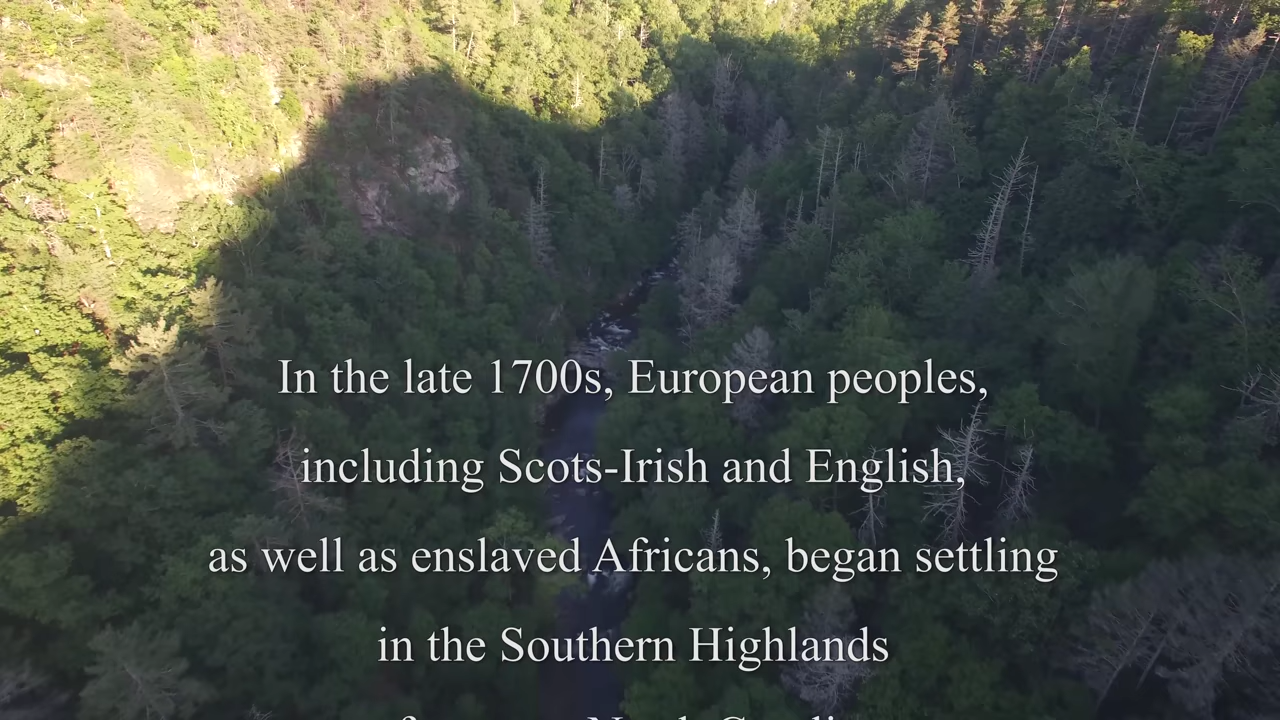 In the late 1700s, European peoples,
including Scots-Irish and English,
as well as enslaved Africans, began settling
in the Southern Highlands